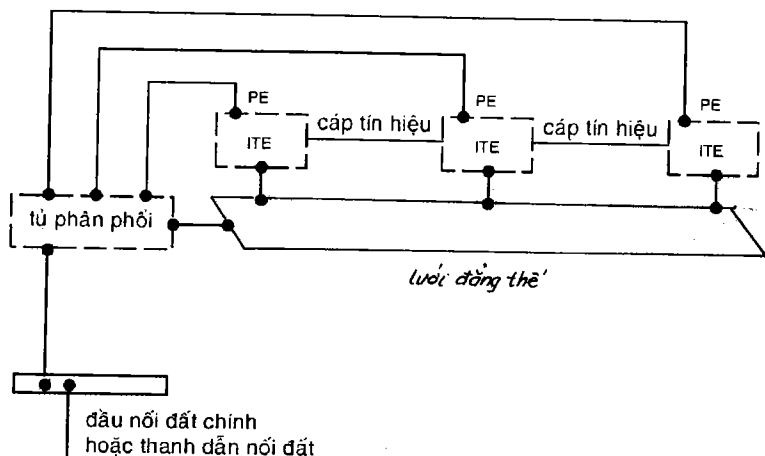 PE
PE
PE
cáp tín hiệu
cáp tín hiệu
ITE
ITE
ITE
tủ phân phối
lưới đẳng thế
đầu nối đất chính
hoặc thanh dẫn nối đất